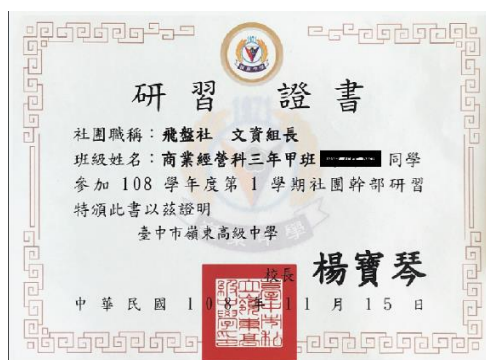 研習證書
社團職稱：飛盤社 文資組長
班級姓名：商業經營科三年甲班 同學
參加 108 學年度第 1 學期社團幹部研習
特頒此書以茲證明
臺中市嶺東高級中學
校長 楊寶琴
中華民國 108 年 11 月 15 日